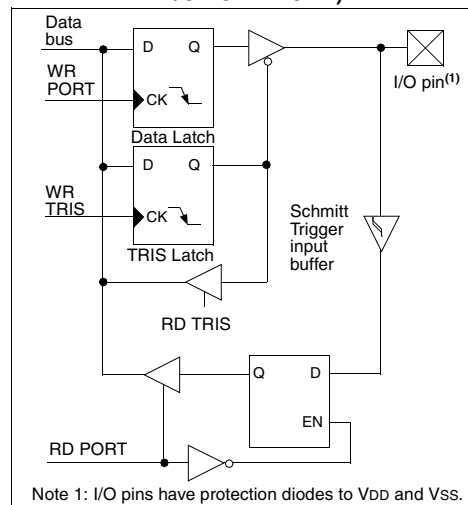 Data
bus
D
Q
WR
PORT
CK
I/O pin(1)
Data Latch
D
Q
WR
TRIS
CK
Schmitt
Trigger
input
buffer
TRIS Latch
RD TRIS
Q
D
EN
RD PORT
Note 1: I/O pins have protection diodes to VDD and VSS.